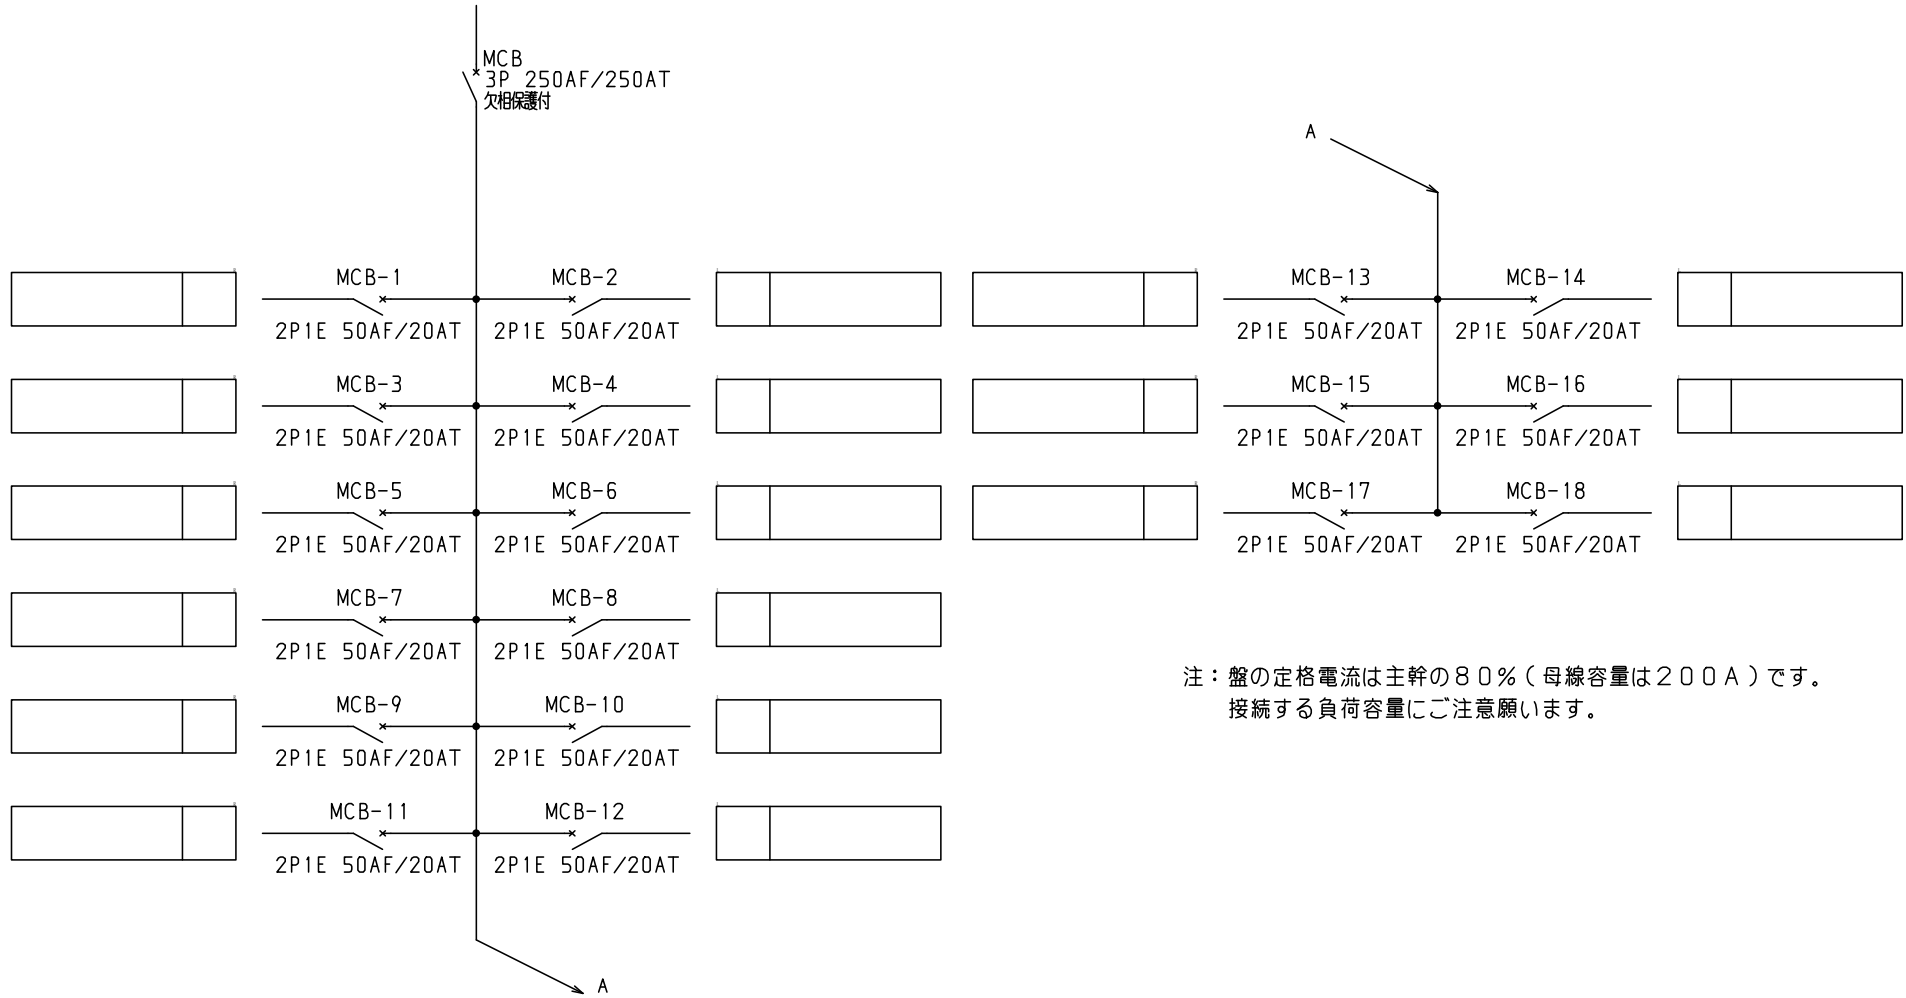 MCB
3P 250AF/250AT
欠相保護付
A
MCB-1
MCB-2
2P1E 50AF/20AT
2P1E 50AF/20AT
MCB-3
MCB-4
2P1E 50AF/20AT
2P1E 50AF/20AT
MCB-5
MCB-6
2P1E 50AF/20AT
2P1E 50AF/20AT
MCB-7
MCB-8
2P1E 50AF/20AT
2P1E 50AF/20AT
MCB-9
MCB-10
2P1E 50AF/20AT
2P1E 50AF/20AT
MCB-11
MCB-12
2P1E 50AF/20AT
2P1E 50AF/20AT
A
MCB-13
MCB-14
2P1E 50AF/20AT
2P1E 50AF/20AT
MCB-15
MCB-16
2P1E 50AF/20AT
2P1E 50AF/20AT
MCB-17
MCB-18
2P1E 50AF/20AT
2P1E 50AF/20AT
注：盤の定格電流は主幹の８０％（母線容量は２００Ａ）です。
接続する負荷容量にご注意願います。